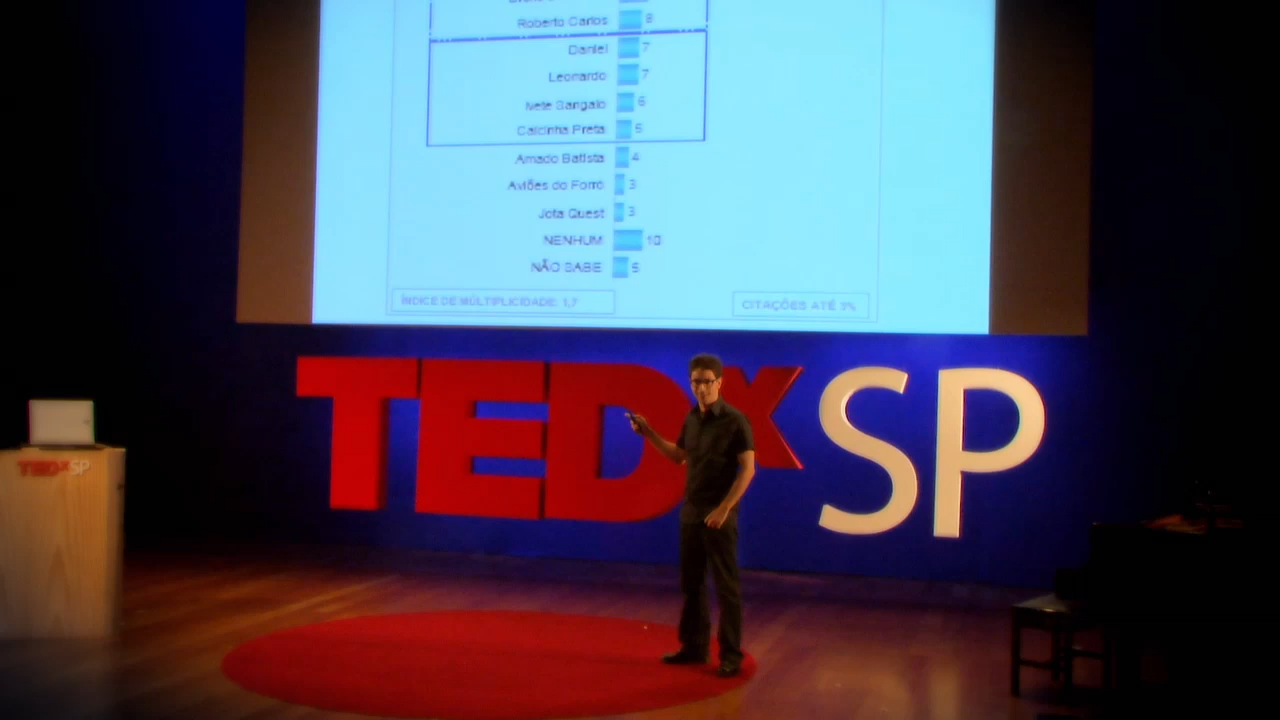 Roberto Carlos 8
Daniel 7
Leonardo 7
Ivete Sangalo 6
Calcinha Preta 5
Amado Batista 4
Aviões do Forró 3
Jota Quest 3
NENHUM 10
NÃO SABE 5
ÍNDICE DE MÚLTIPLICIDADE: 1,7
CITAÇÕES ATÉ 3%
TEDxSP
TEDxSP